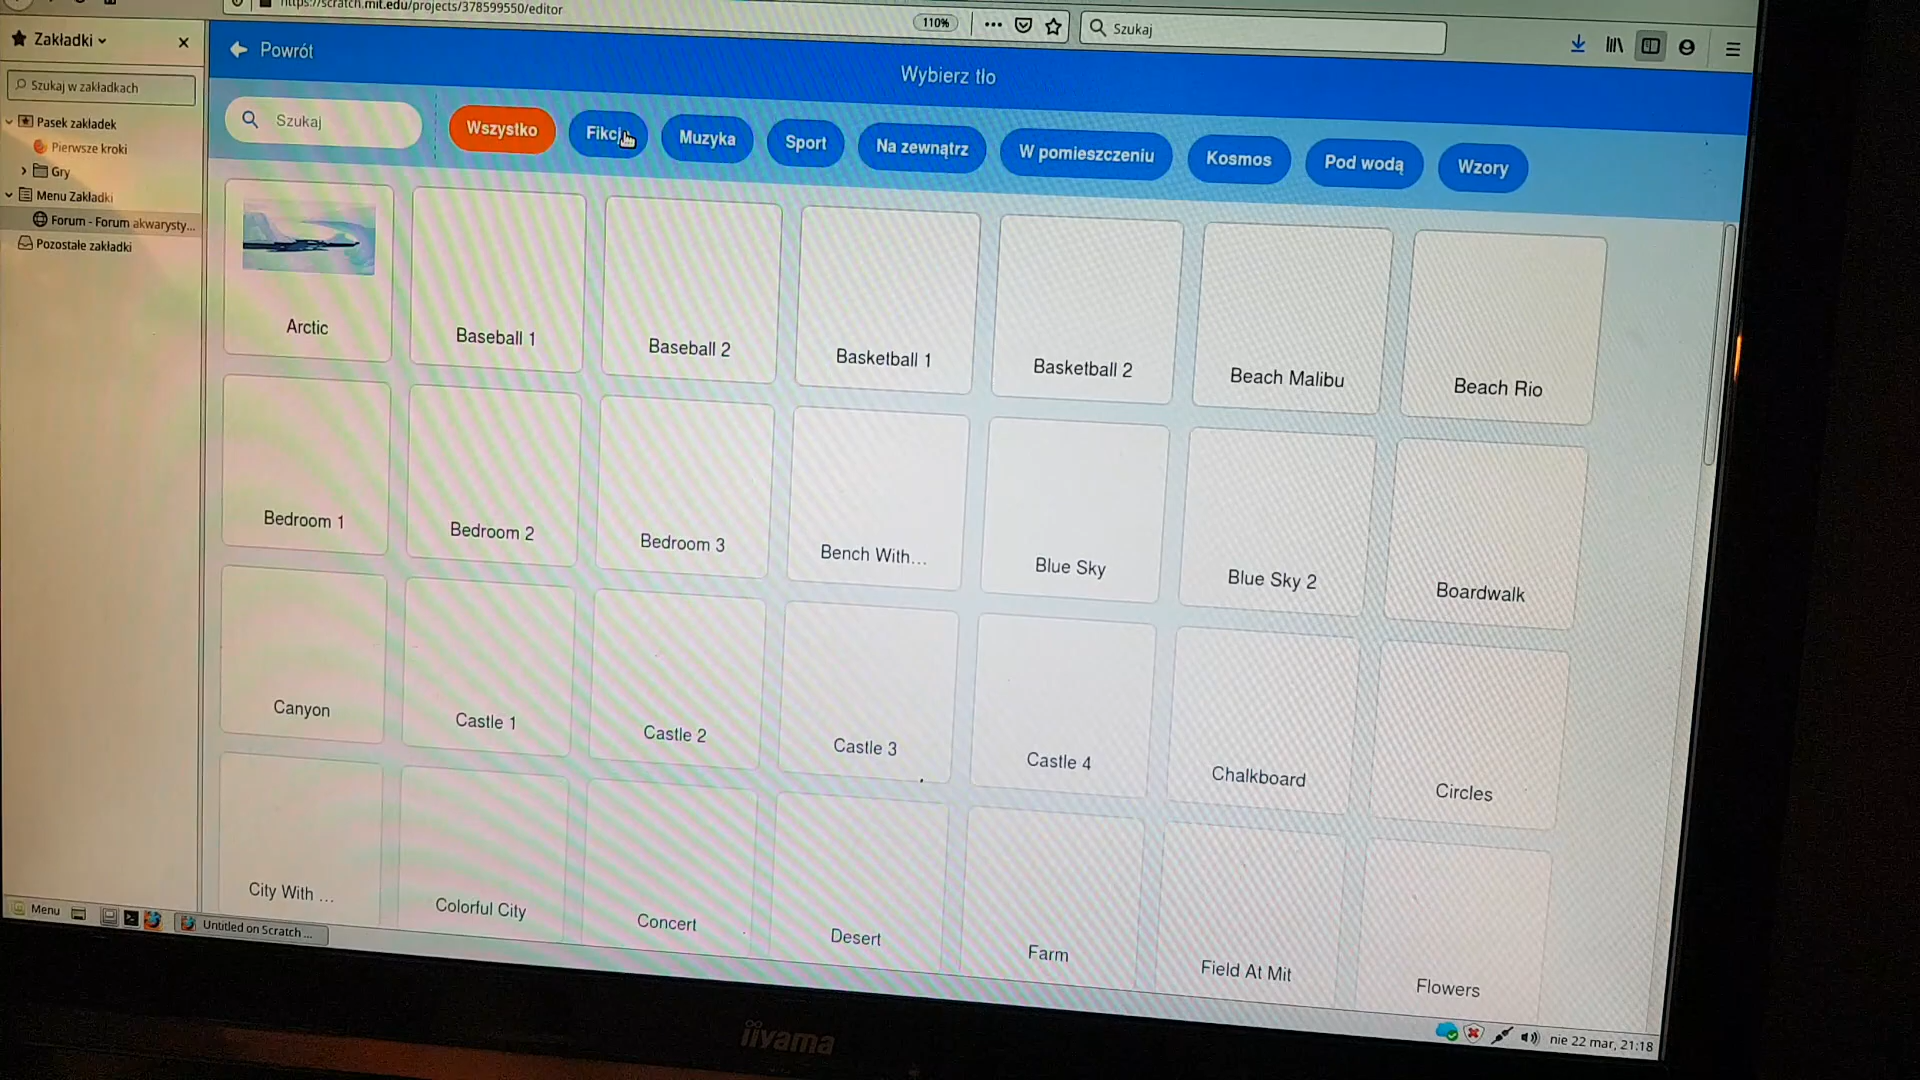 https://scratch.mit.edu/projects/378599550/editor
110%
Szukaj
Zakładki
Szukaj w zakładkach
Pasek zakładek
Pierwsze kroki
Gry
Menu Zakładki
Forum - Forum akwarysty...
Pozostałe zakładki
Powrót
Wybierz tło
Szukaj
Wszystko
Muzyka
Sport
Na zewnątrz
W pomieszczeniu
Kosmos
Pod wodą
Wzory
Arctic
Baseball 1
Baseball 2
Basketball 1
Basketball 2
Beach Malibu
Beach Rio
Bedroom 1
Bedroom 2
Bedroom 3
Bench With...
Blue Sky
Blue Sky 2
Boardwalk
Canyon
Castle 1
Castle 2
Castle 3
Castle 4
Chalkboard
Circles
City With ...
Colorful City
Concert
Desert
Farm
Field At Mit
Flowers
Menu
Untitled on Scratch ...
nie 22 mar, 21:18
iiyama